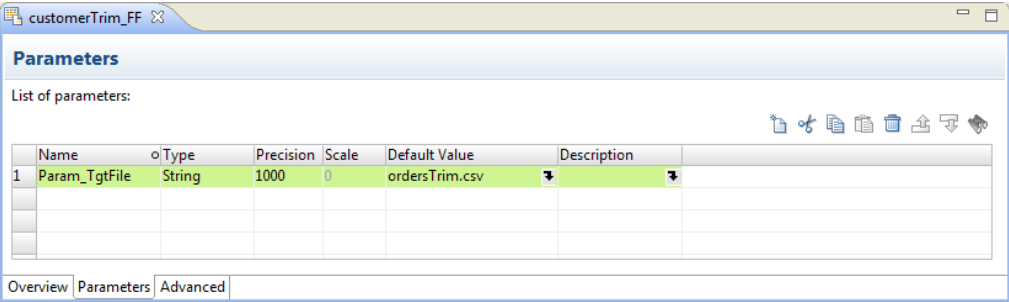 customerTrim_FF
Parameters
List of parameters:
Name Type Precision Scale Default Value Description
1 Param_TgtFile String 1000 0 ordersTrim.csv
Overview Parameters Advanced